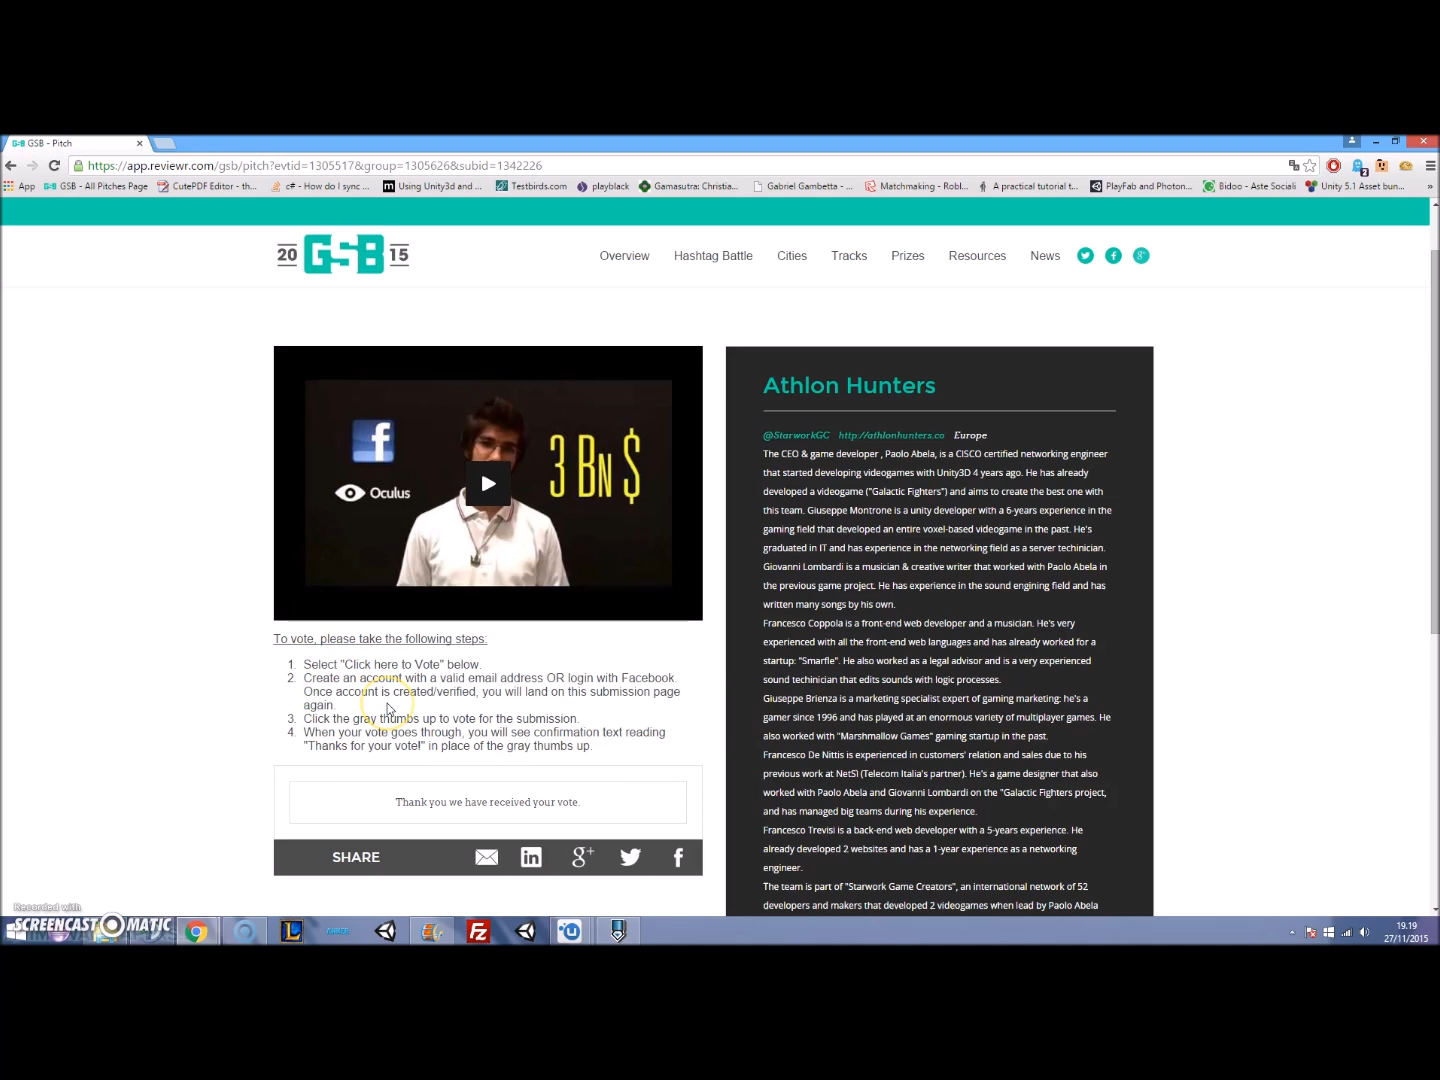 GSB - Pitch
https://app.reviewr.com/gsb/pitch?evtid=1305517&group=1305626&subid=1342226
App GSB - All Pitches Page CutePDF Editor - th... c# - How do I sync ... Using Unity3d and ... Testbirds.com playblack Gamasutra: Christia... Gabriel Gambetta - ... Matchmaking - Robl... A practical tutorial t... PlayFab and Photon... Bidoo - Aste Sociali Unity 5.1 Asset bun...
20 GSB 15
Overview Hashtag Battle Cities Tracks Prizes Resources News
f
Oculus
3 BN $
To vote, please take the following steps:
1. Select "Click here to Vote" below.
2. Create an account with a valid email address OR login with Facebook.
Once account is created/verified, you will land on this submission page
again.
3. Click the gray thumbs up to vote for the submission.
4. When your vote goes through, you will see confirmation text reading
"Thanks for your vote!" in place of the gray thumbs up.
Thank you we have received your vote.
SHARE
Athlon Hunters
@StarworkGC http://athlonhunters.co Europe
The CEO & game developer , Paolo Abela, is a CISCO certified networking engineer
that started developing videogames with Unity3D 4 years ago. He has already
developed a videogame ("Galactic Fighters") and aims to create the best one with
this team. Giuseppe Montrone is a unity developer with a 6-years experience in the
gaming field that developed an entire voxel-based videogame in the past. He's
graduated in IT and has experience in the networking field as a server techinician.
Giovanni Lombardi is a musician & creative writer that worked with Paolo Abela in
the previous game project. He has experience in the sound engining field and has
written many songs by his own.
Francesco Coppola is a front-end web developer and a musician. He's very
experienced with all the front-end web languages and has already worked for a
startup: "Smarfle". He also worked as a legal advisor and is a very experienced
sound techinician that edits sounds with logic processes.
Giuseppe Brienza is a marketing specialist expert of gaming marketing: he's a
gamer since 1996 and has played at an enormous variety of multiplayer games. He
also worked with "Marshmallow Games" gaming startup in the past.
Francesco De Nittis is experienced in customers' relation and sales due to his
previous work at NetSI (Telecom Italia's partner). He's a game designer that also
worked with Paolo Abela and Giovanni Lombardi on the "Galactic Fighters project,
and has managed big teams during his experience.
Francesco Trevisi is a back-end web developer with a 5-years experience. He
already developed 2 websites and has a 1-year experience as a networking
engineer.
The team is part of "Starwork Game Creators", an international network of 52
developers and makers that developed 2 videogames when lead by Paolo Abela
Recorded with
SCREENCAST-O-MATIC
19.19
27/11/2015